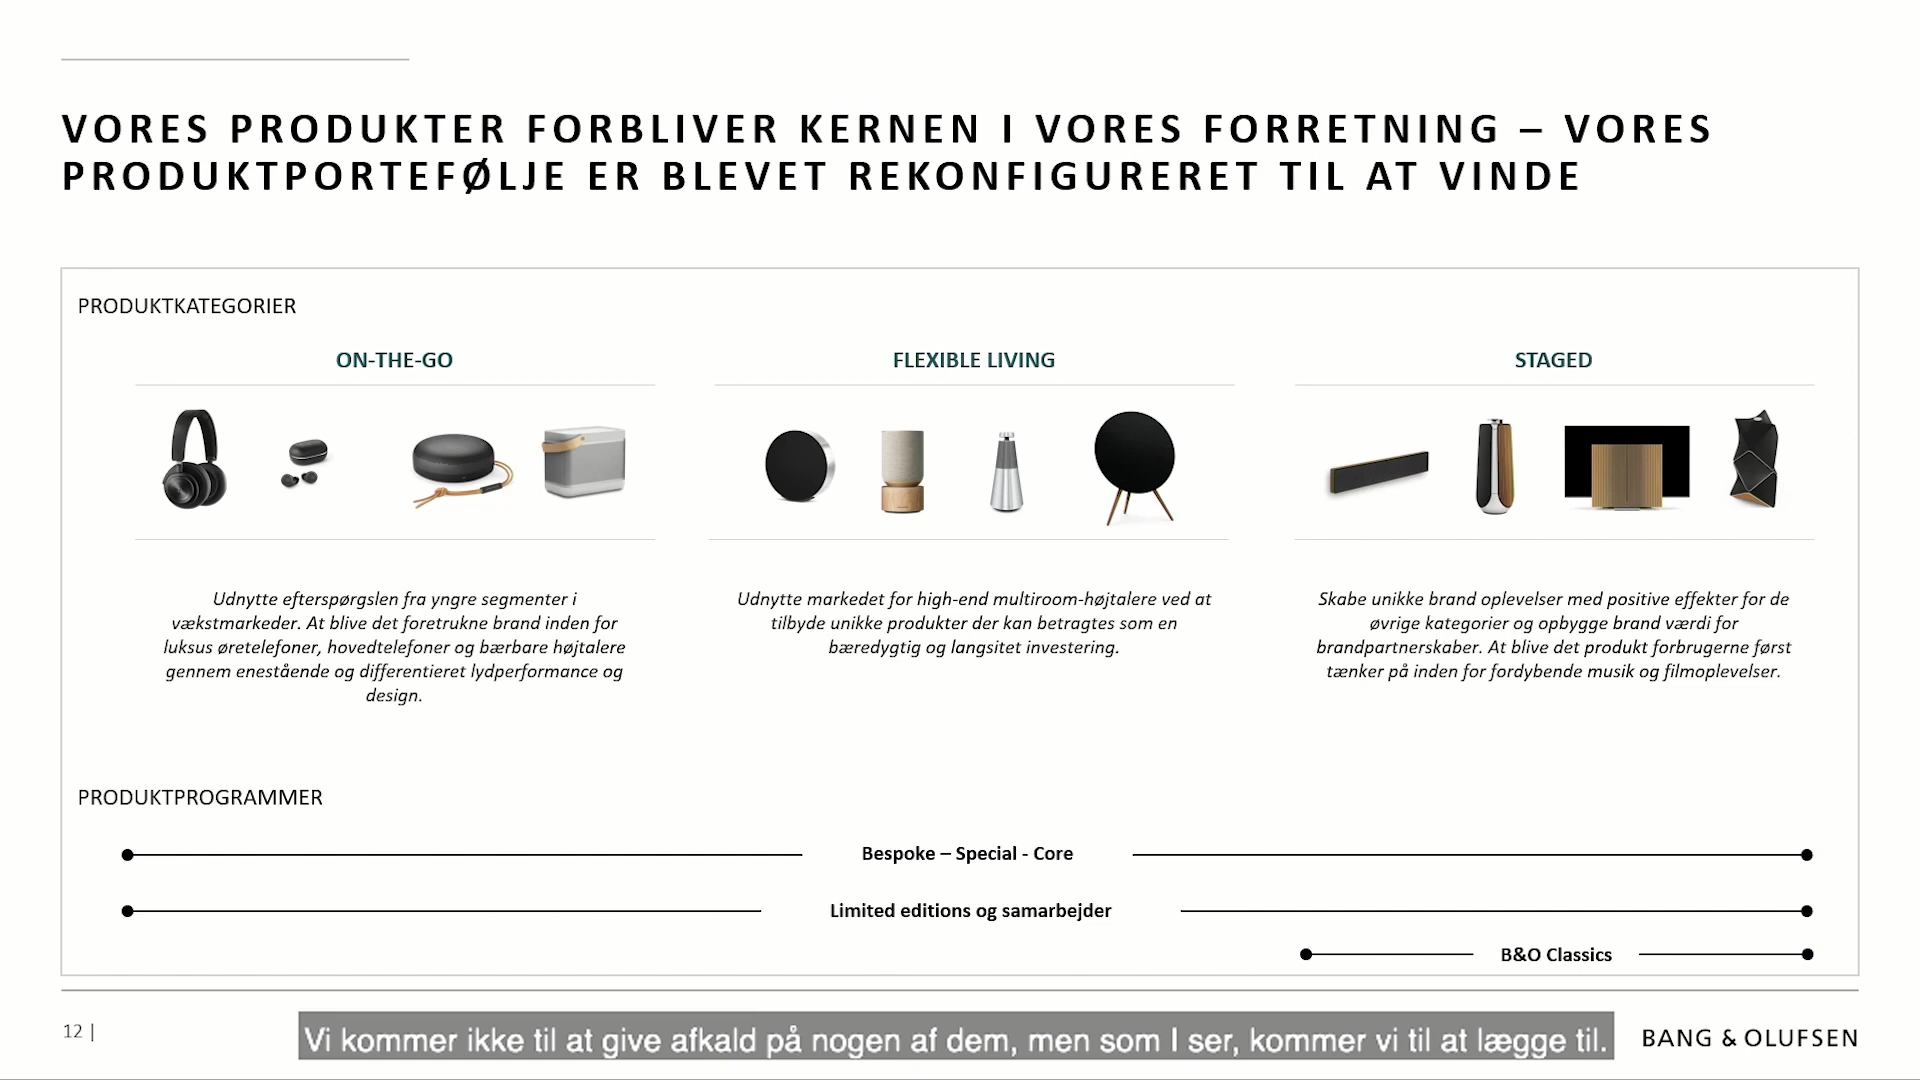 VORES PRODUKTER FORBLIVER KERNEN I VORES FORRETNING – VORES
PRODUKTPORTEFØLJE ER BLEVET REKONFIGURERET TIL AT VINDE
PRODUKTKATEGORIER
ON-THE-GO
Udnytte efterspørgslen fra yngre segmenter i
vækstmarkeder. At blive det foretrukne brand inden for
luksus øretelefoner, hovedtelefoner og bærbare højtalere
gennem enestående og differentieret lydperformance og
design.
FLEXIBLE LIVING
Udnytte markedet for high-end multiroom-højtalere ved at
tilbyde unikke produkter der kan betragtes som en
bæredygtig og langsitet investering.
STAGED
Skabe unikke brand oplevelser med positive effekter for de
øvrige kategorier og opbygge brand værdi for
brandpartnerskaber. At blive det produkt forbrugerne først
tænker på inden for fordybende musik og filmoplevelser.
PRODUKTPROGRAMMER
Bespoke – Special - Core
Limited editions og samarbejder
B&O Classics
12 |
Vi kommer ikke til at give afkald på nogen af dem, men som I ser, kommer vi til at lægge til.
BANG & OLUFSEN